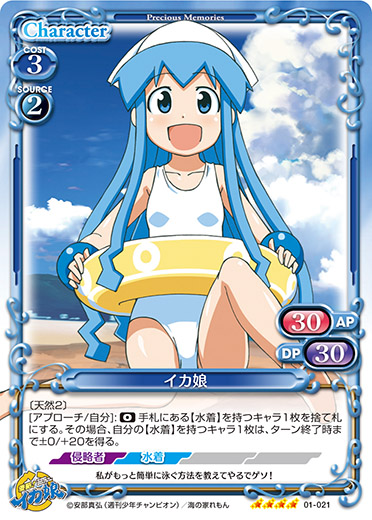 Precious Memories
Character
COST
3
SOURCE
2
30 AP
DP 30
イカ娘
[天然2]
[アプローチ/自分]: 0 手札にある【水着】を持つキャラ1枚を捨て札
にする。その場合、自分の【水着】を持つキャラ1枚は、ターン終了時ま
で±0/+20を得る。
侵略者 水着
私がもっと簡単に泳ぐ方法を教えてやるでゲソ!
イカ娘
©安部真弘(週刊少年チャンピオン)/海の家れもん
01-021